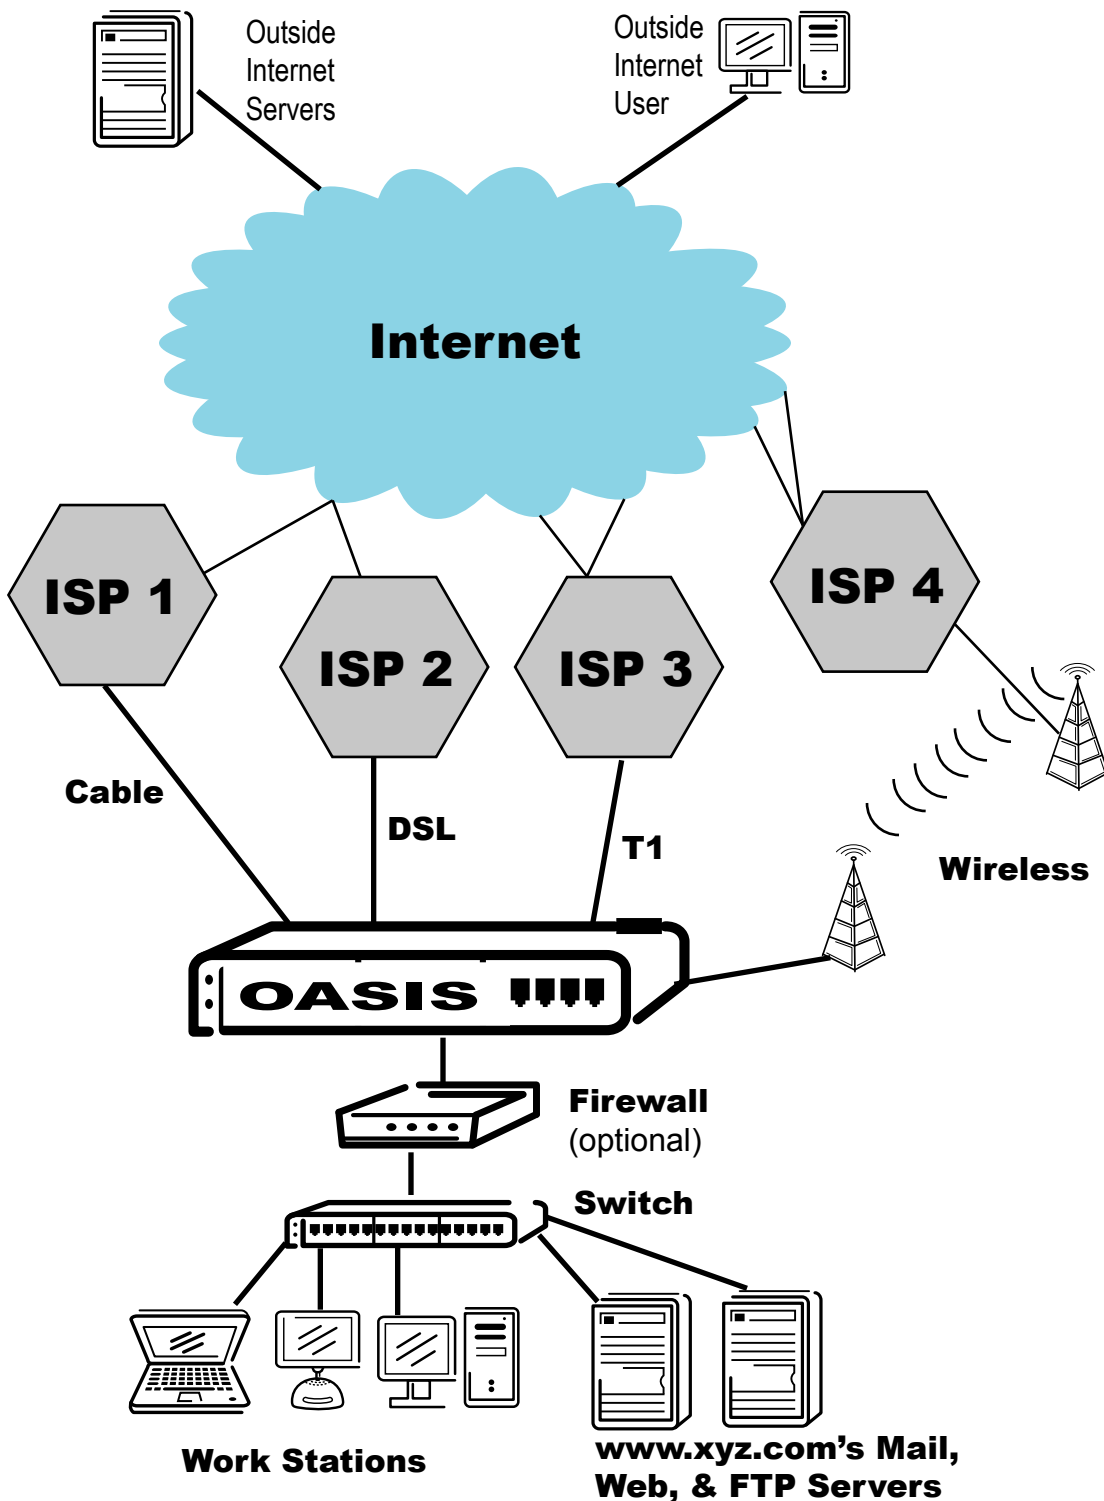 Outside
Internet
Servers
Outside
Internet
User
Internet
ISP 1
ISP 2
ISP 3
ISP 4
Cable
DSL
T1
Wireless
OASIS
Firewall
(optional)
Switch
Work Stations
www.xyz.com’s Mail,
Web, & FTP Servers